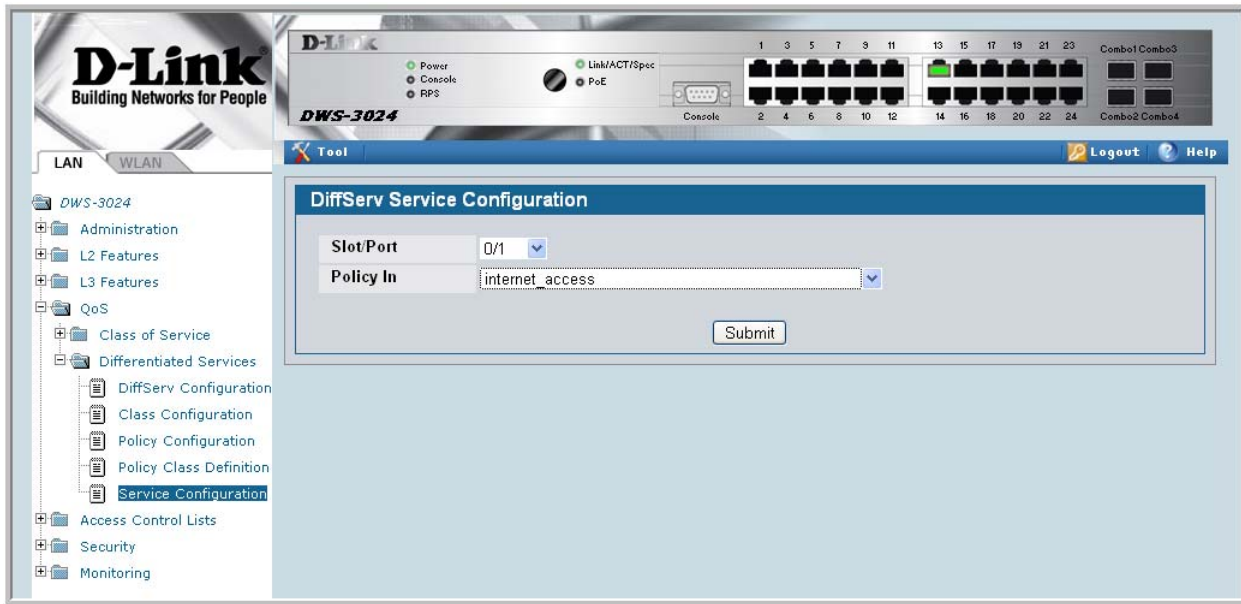 D-Link
Building Networks for People
D-Link
Power
Console
RPS
Link/ACT/Spec
PoE
DWS-3024
Console
1 3 5 7 9 11 13 15 17 19 21 23
Combo1 Combo3
2 4 6 8 10 12 14 16 18 20 22 24
Combo2 Combo4
LAN
WLAN
Tool
Logout
Help
DWS-3024
Administration
L2 Features
L3 Features
QoS
Class of Service
Differentiated Services
DiffServ Configuration
Class Configuration
Policy Configuration
Policy Class Definition
Service Configuration
Access Control Lists
Security
Monitoring
DiffServ Service Configuration
Slot/Port 0/1
Policy In internet_access
Submit